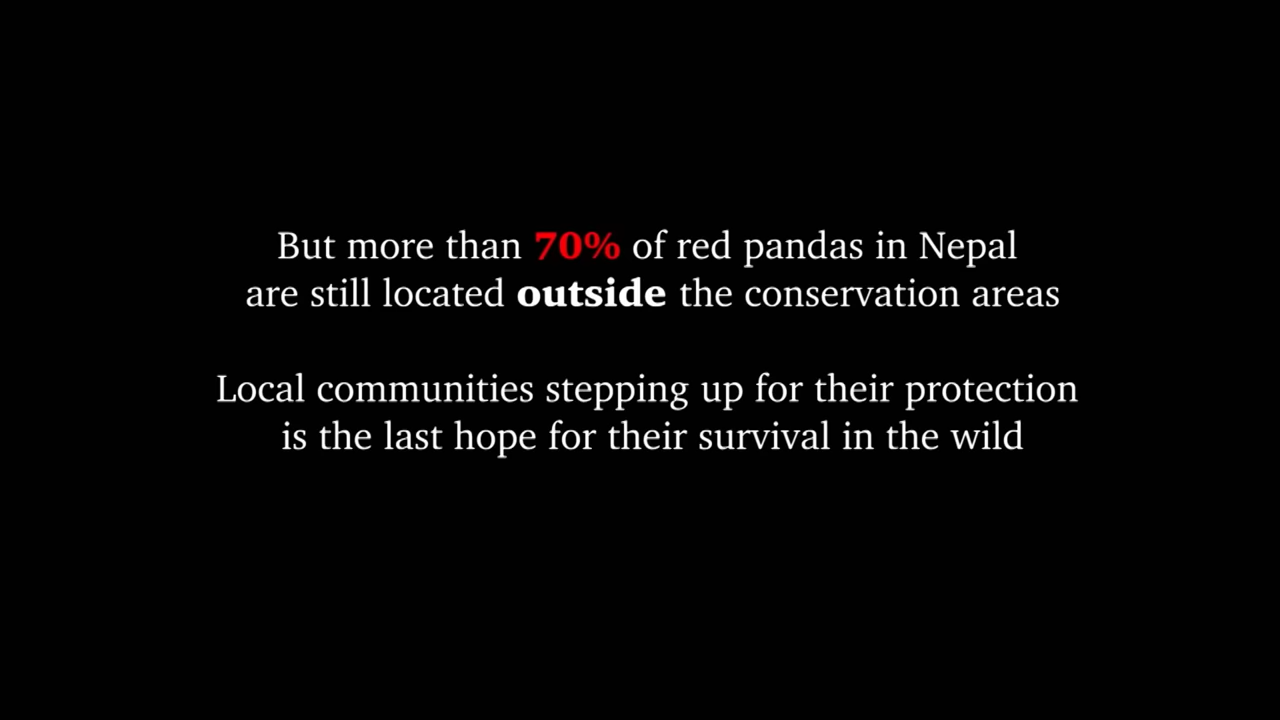 But more than 70% of red pandas in Nepal
are still located outside the conservation areas
Local communities stepping up for their protection
is the last hope for their survival in the wild